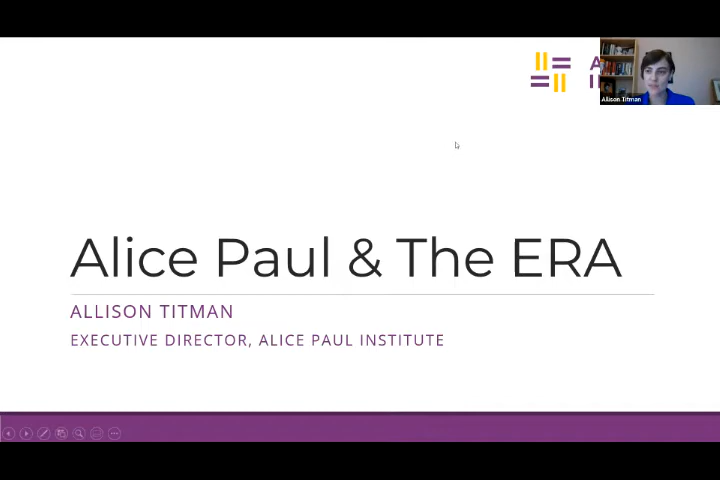 Allison Titman
Alice Paul & The ERA
ALLISON TITMAN
EXECUTIVE DIRECTOR, ALICE PAUL INSTITUTE